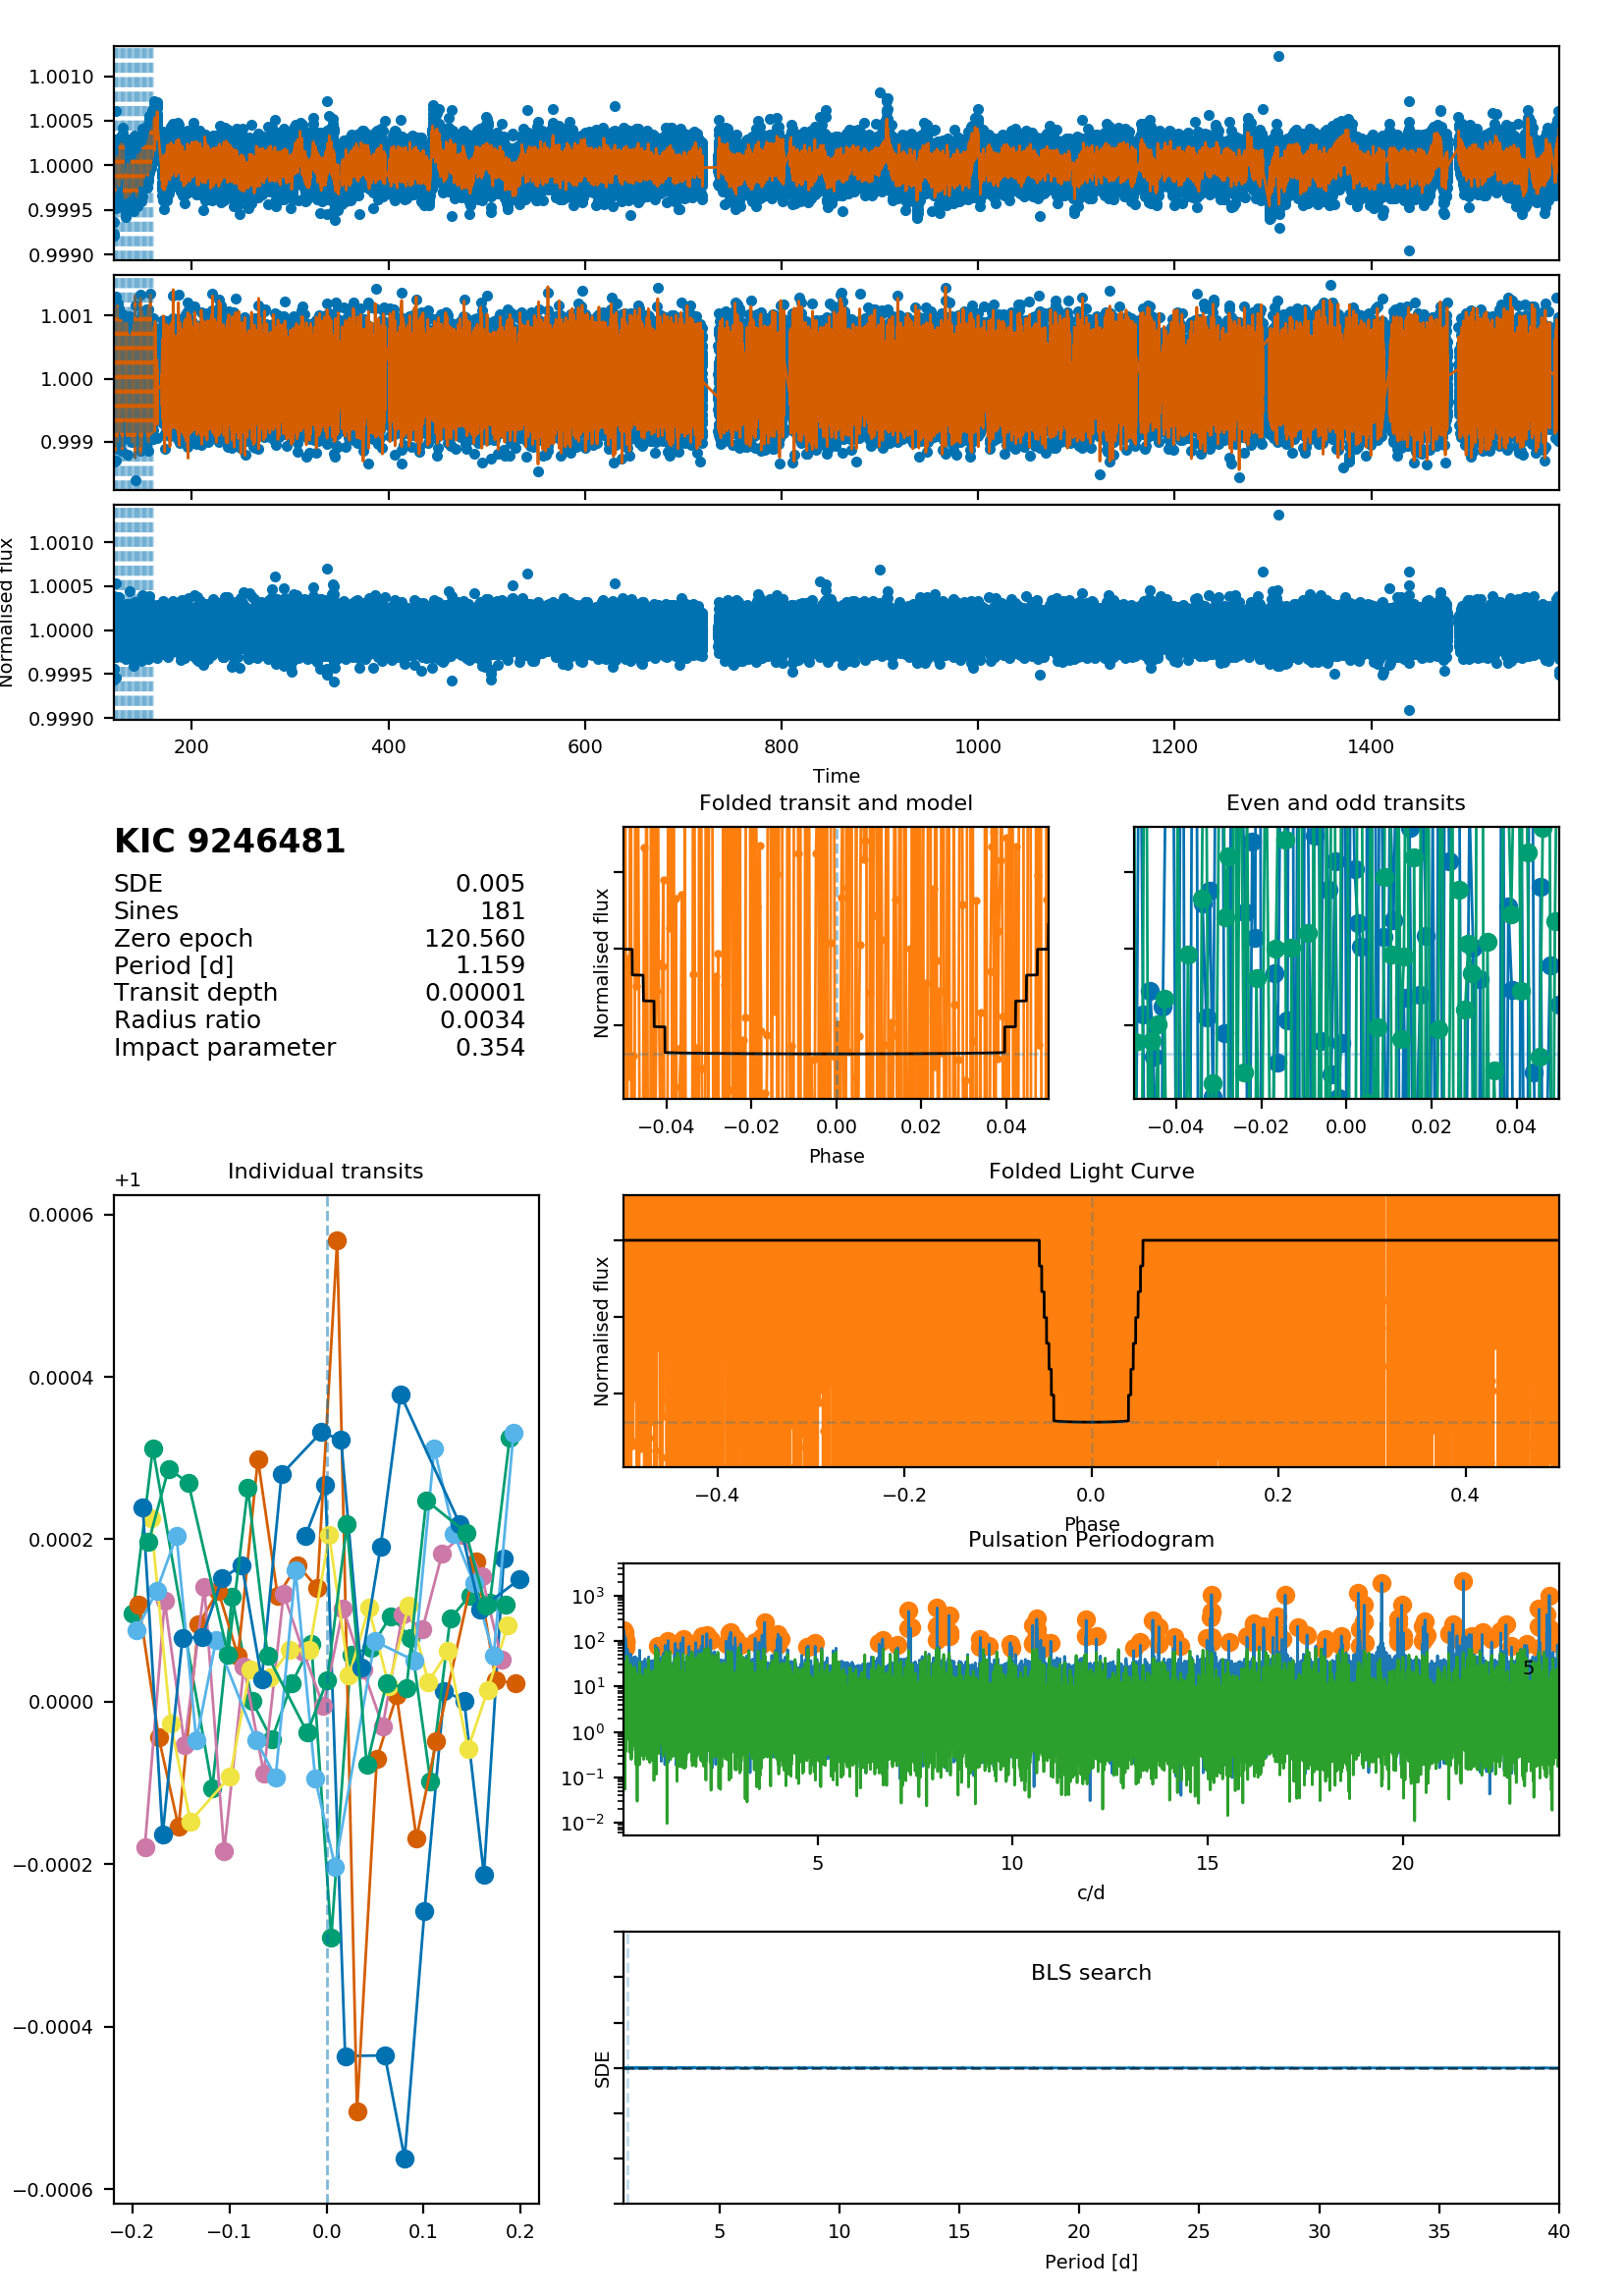 1.0010
1.0005
1.0000
0.9995
0.9990
1.001
1.000
0.999
Normalised flux
1.0010
1.0005
1.0000
0.9995
0.9990
200 400 600 800 1000 1200 1400
Time
KIC 9246481
SDE 0.005
Sines 181
Zero epoch 120.560
Period [d] 1.159
Transit depth 0.00001
Radius ratio 0.0034
Impact parameter 0.354
Folded transit and model
Normalised flux
−0.04 −0.02 0.00 0.02 0.04
Phase
Even and odd transits
−0.04 −0.02 0.00 0.02 0.04
Individual transits
+1
0.0006
0.0004
0.0002
0.0000
−0.0002
−0.0004
−0.0006
−0.2 −0.1 0.0 0.1 0.2
Folded Light Curve
Normalised flux
−0.4 −0.2 0.0 0.2 0.4
Phase
Pulsation Periodogram
10³
10²
10¹
10⁰
10⁻¹
10⁻²
5
5 10 15 20
c/d
BLS search
SDE
5 10 15 20 25 30 35 40
Period [d]